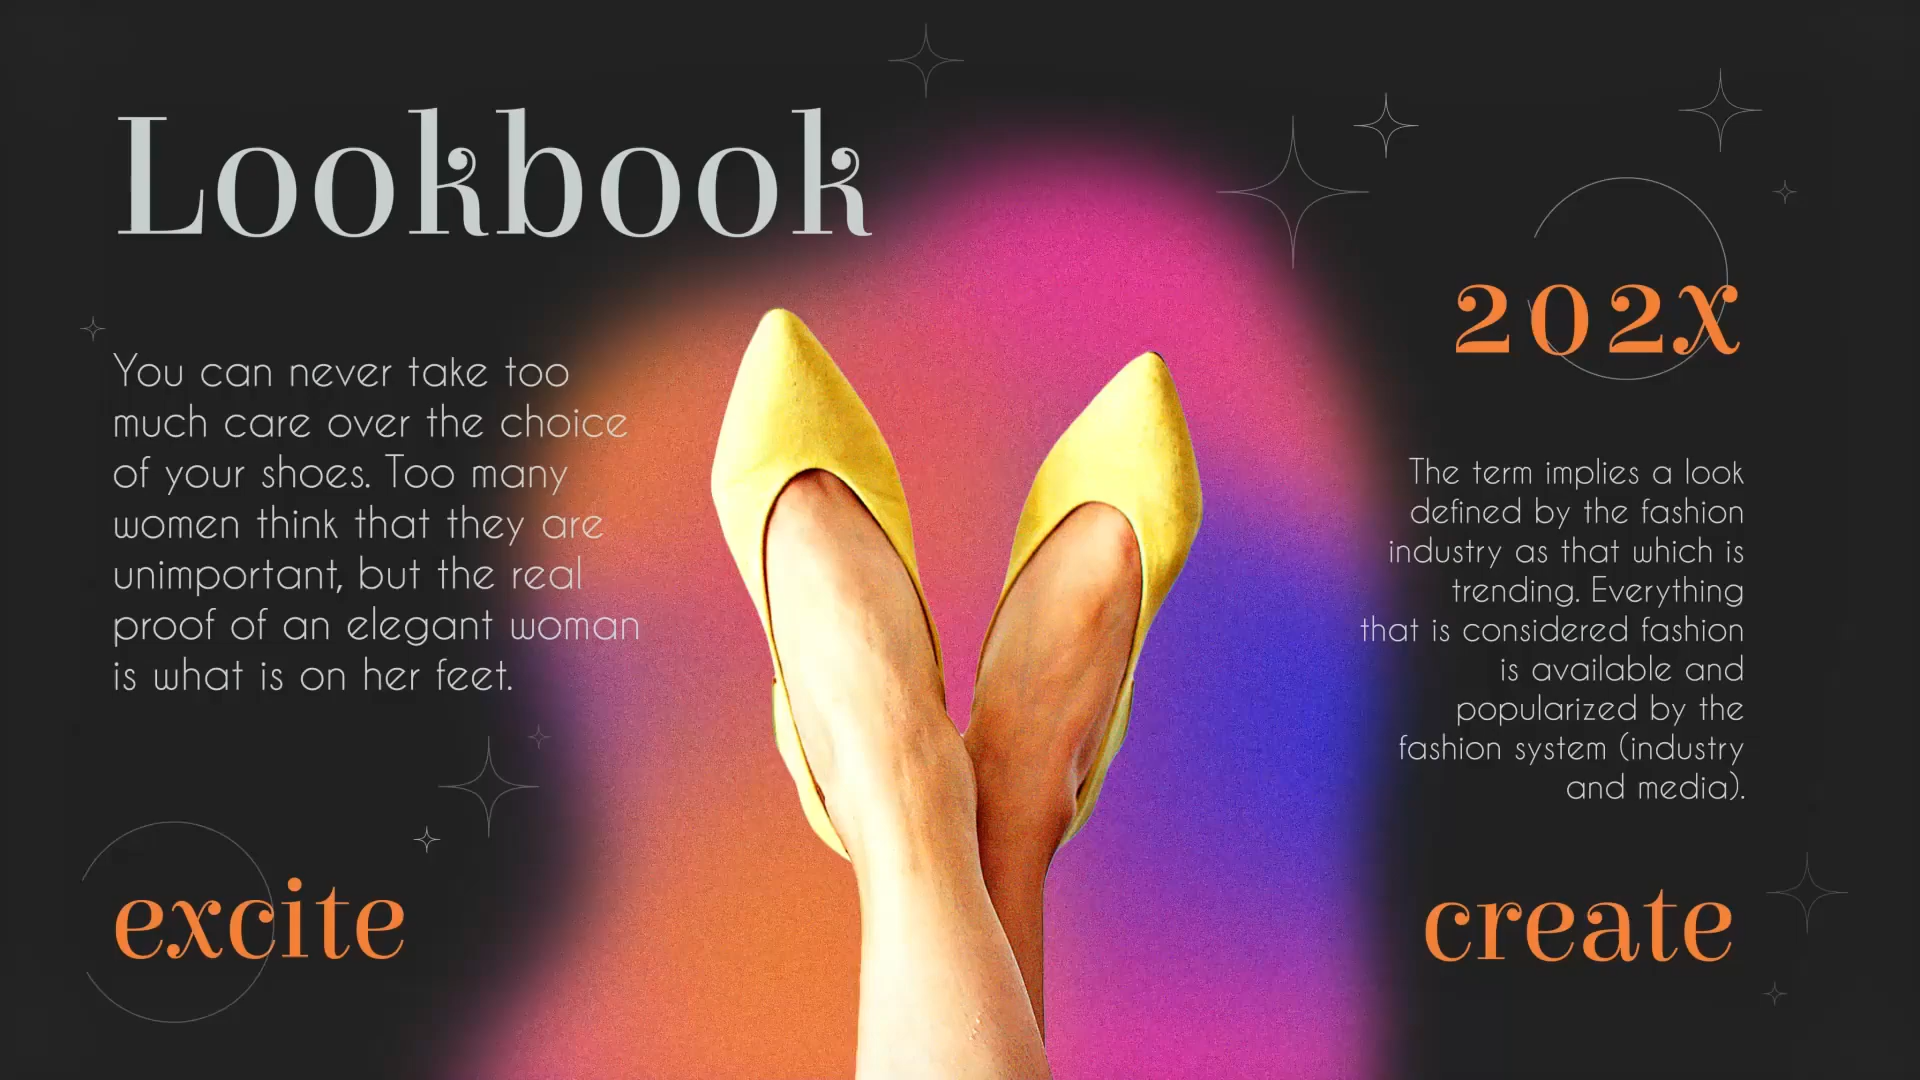 Lookbook
You can never take too
much care over the choice
of your shoes. Too many
women think that they are
unimportant, but the real
proof of an elegant woman
is what is on her feet.
excite
202X
The term implies a look
defined by the fashion
industry as that which is
trending. Everything
that is considered fashion
is available and
popularized by the
fashion system (industry
and media).
create